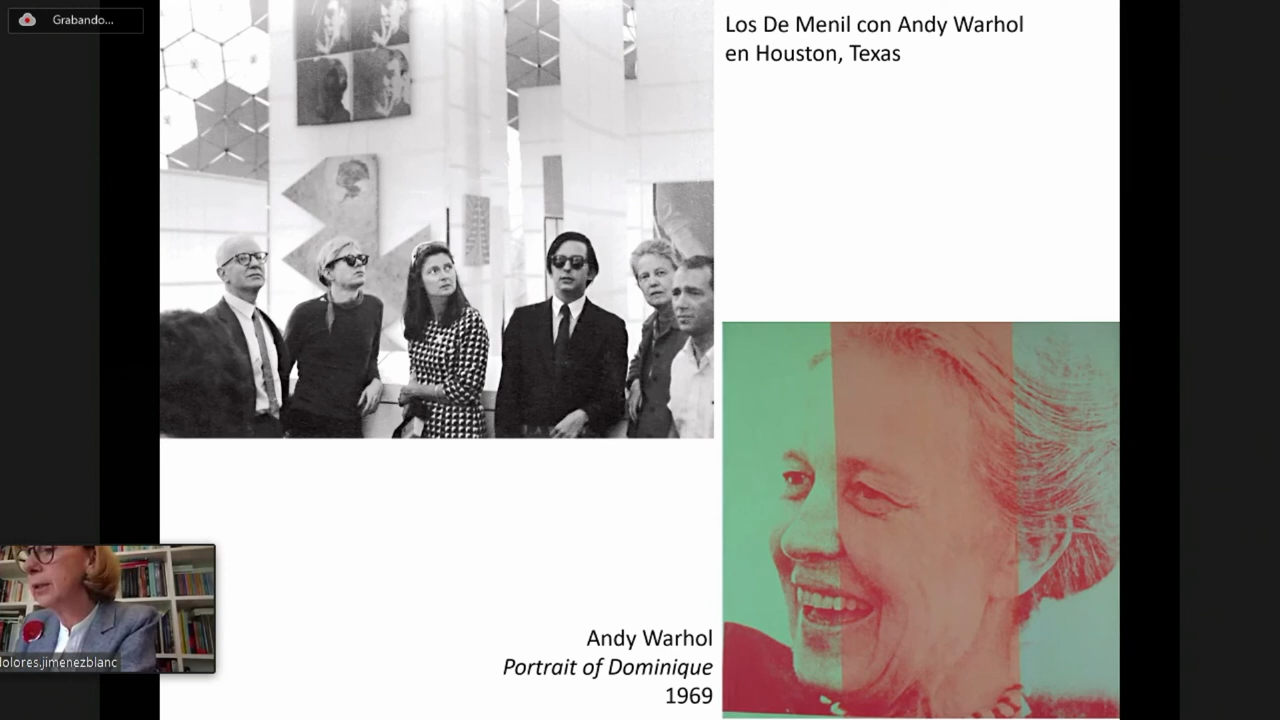 Grabando...
Los De Menil con Andy Warhol
en Houston, Texas
Andy Warhol
Portrait of Dominique
1969
dolores.jimenezblanc